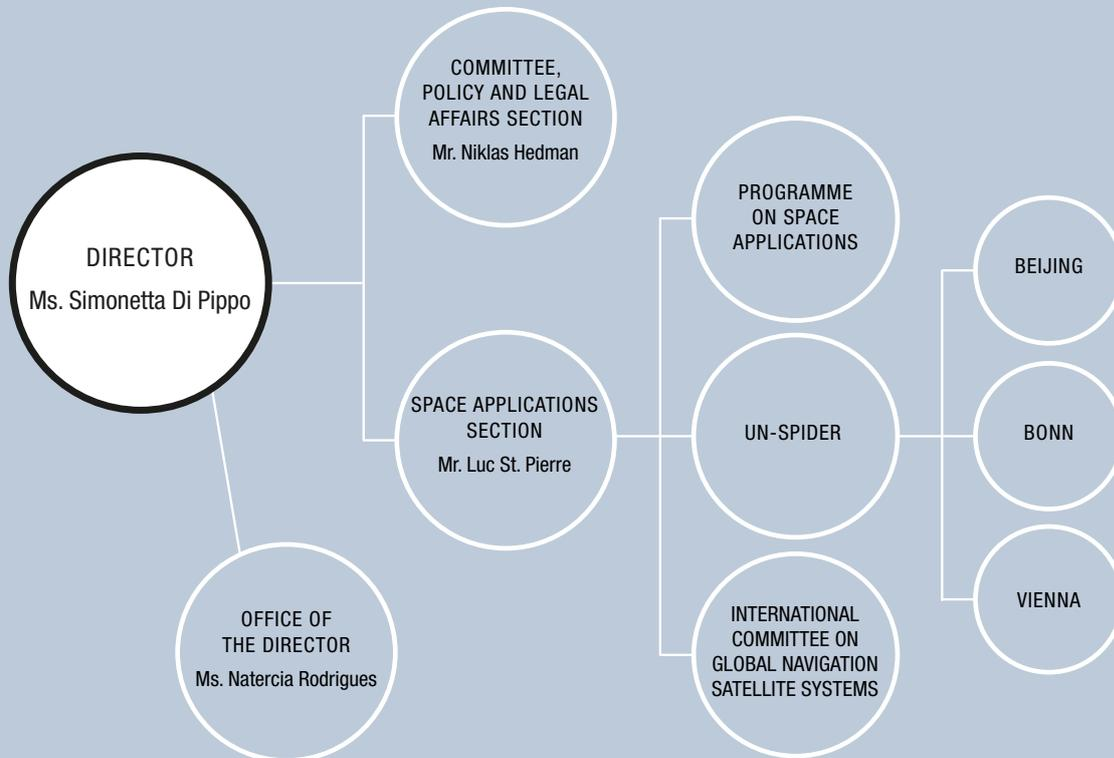 DIRECTOR
Ms. Simonetta Di Pippo
OFFICE OF
THE DIRECTOR
Ms. Natercia Rodrigues
COMMITTEE,
POLICY AND LEGAL
AFFAIRS SECTION
Mr. Niklas Hedman
SPACE APPLICATIONS
SECTION
Mr. Luc St. Pierre
PROGRAMME
ON SPACE
APPLICATIONS
UN-SPIDER
INTERNATIONAL
COMMITTEE ON
GLOBAL NAVIGATION
SATELLITE SYSTEMS
BEIJING
BONN
VIENNA